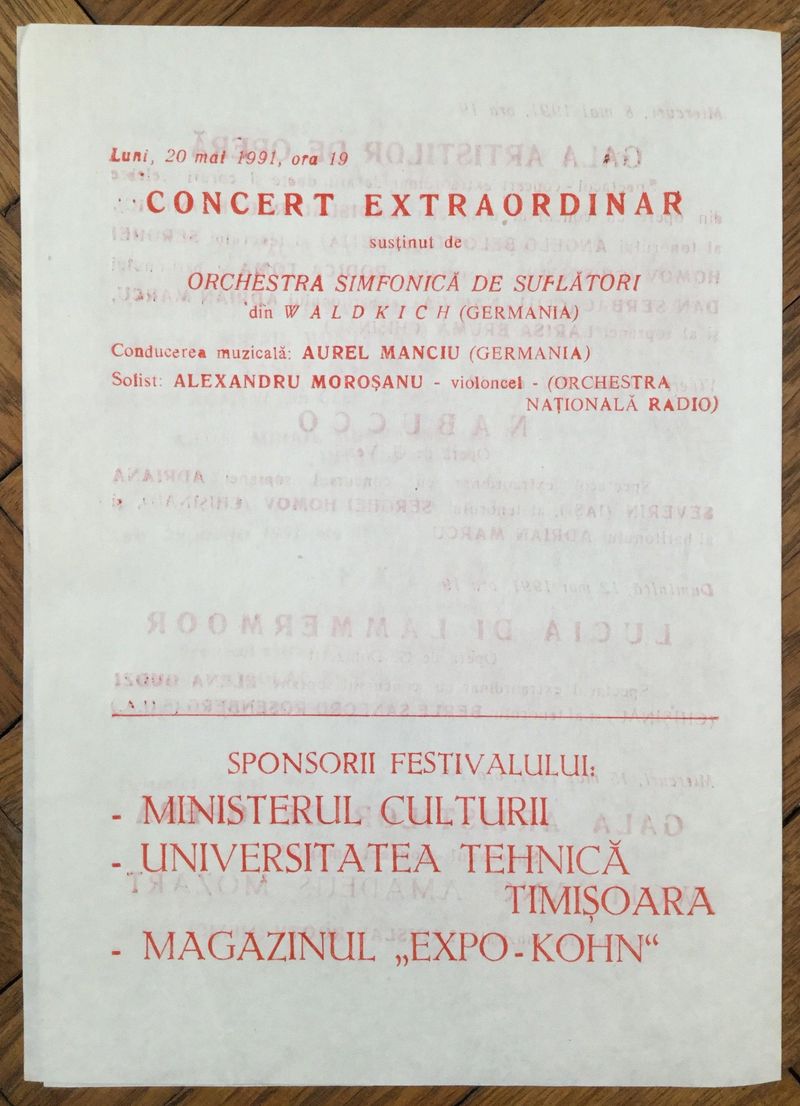 Luni, 20 mai 1991, ora 19
CONCERT EXTRAORDINAR
susținut de
ORCHESTRA SIMFONICĂ DE SUFLĂTORI
din WALDKICH (GERMANIA)
Conducerea muzicală: AUREL MANCIU (GERMANIA)
Solist: ALEXANDRU MOROȘANU - violoncel - (ORCHESTRA
NAȚIONALĂ RADIO)
SPONSORII FESTIVALULUI:
- MINISTERUL CULTURII
- UNIVERSITATEA TEHNICĂ
TIMIȘOARA
- MAGAZINUL „EXPO-KOHN“